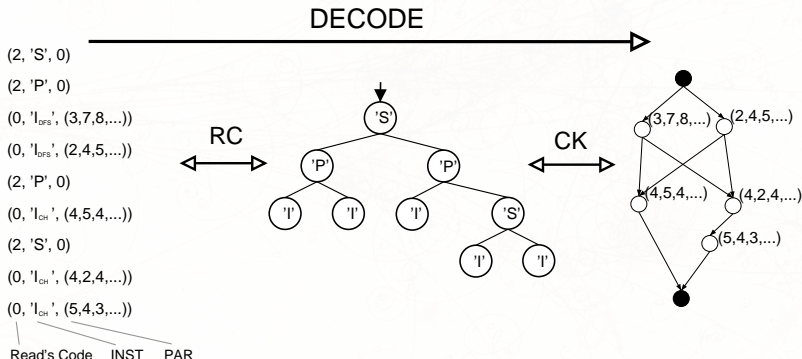 DECODE
(2, 'S', 0)
(2, 'P', 0)
(0, 'I_DFS', (3,7,8,...))
(0, 'I_DFS', (2,4,5,...))
(2, 'P', 0)
(0, 'I_CH', (4,5,4,...))
(2, 'S', 0)
(0, 'I_CH', (4,2,4,...))
(0, 'I_CH', (5,4,3,...))
Read's Code INST PAR
RC
'S'
'P' 'P'
'I' 'I' 'I' 'S'
'I' 'I'
CK
(3,7,8,...) (2,4,5,...)
(4,5,4,...) (4,2,4,...)
(5,4,3,...)